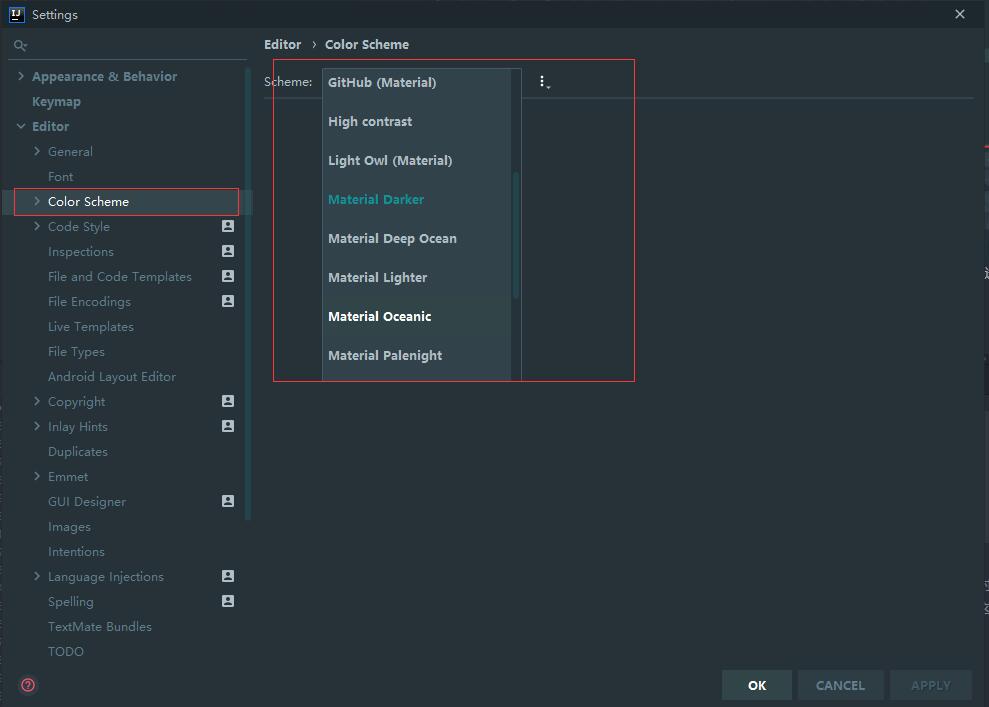 Settings
Appearance & Behavior
Keymap
Editor
General
Font
Color Scheme
Code Style
Inspections
File and Code Templates
File Encodings
Live Templates
File Types
Android Layout Editor
Copyright
Inlay Hints
Duplicates
Emmet
GUI Designer
Images
Intentions
Language Injections
Spelling
TextMate Bundles
TODO
Editor › Color Scheme
Scheme:
GitHub (Material)
High contrast
Light Owl (Material)
Material Darker
Material Deep Ocean
Material Lighter
Material Oceanic
Material Palenight
OK CANCEL APPLY